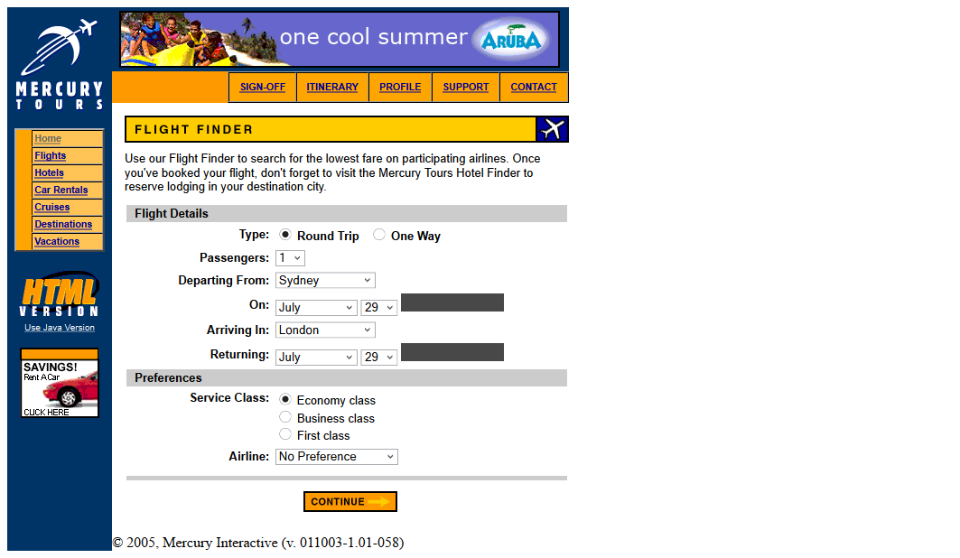 one cool summer ARUBA
MERCURY
TOURS
SIGN-OFF ITINERARY PROFILE SUPPORT CONTACT
Home
Flights
Hotels
Car Rentals
Cruises
Destinations
Vacations
HTML
VERSION
Use Java Version
SAVINGS!
Rent A Car
CLICK HERE
FLIGHT FINDER
Use our Flight Finder to search for the lowest fare on participating airlines. Once
you've booked your flight, don't forget to visit the Mercury Tours Hotel Finder to
reserve lodging in your destination city.
Flight Details
Type: Round Trip One Way
Passengers: 1
Departing From: Sydney
On: July 29
Arriving In: London
Returning: July 29
Preferences
Service Class: Economy class
Business class
First class
Airline: No Preference
CONTINUE
© 2005, Mercury Interactive (v. 011003-1.01-058)